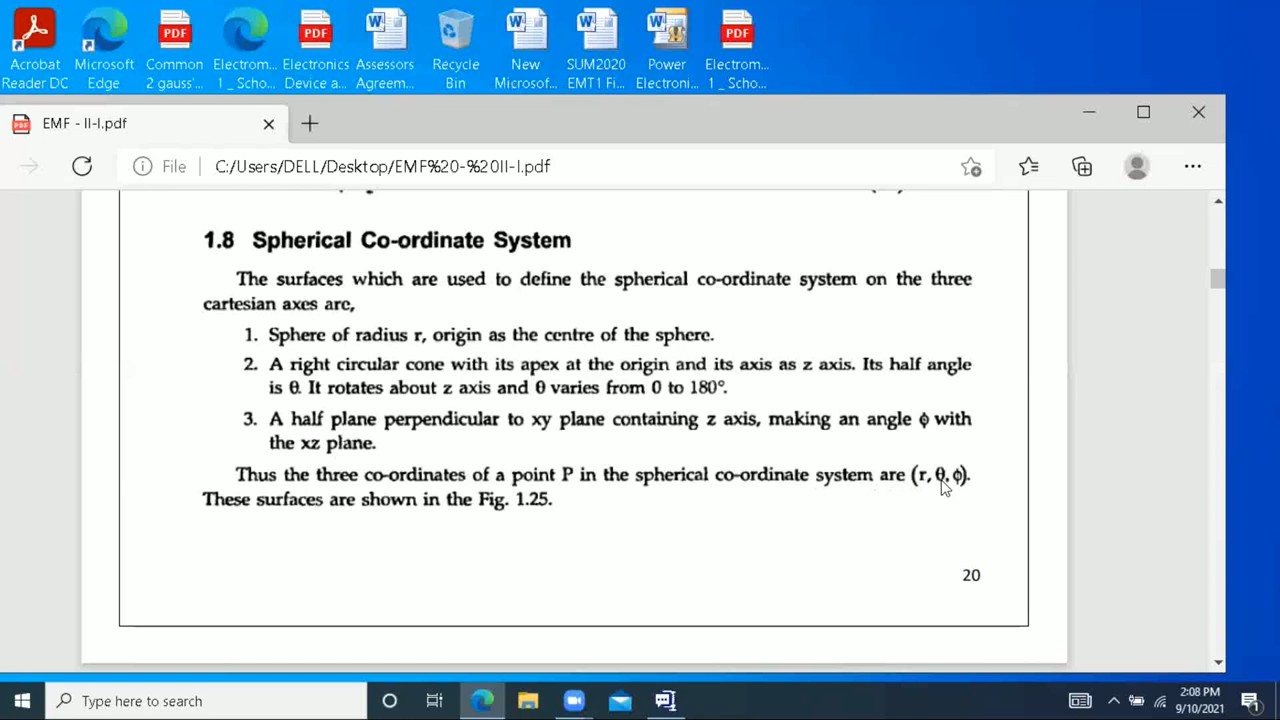 Acrobat Reader DC
Microsoft Edge
Common 2 gauss'...
Electrom... 1 _ Scho...
Electronics Device a...
Assessors Agreem...
Recycle Bin
New Microsof...
SUM2020 EMT1 Fi...
Power Electroni...
Electrom... 1 _ Scho...
EMF - II-I.pdf
File
C:/Users/DELL/Desktop/EMF%20-%20II-I.pdf
1.8 Spherical Co-ordinate System
The surfaces which are used to define the spherical co-ordinate system on the three
cartesian axes are,
1. Sphere of radius r, origin as the centre of the sphere.
2. A right circular cone with its apex at the origin and its axis as z axis. Its half angle
is θ. It rotates about z axis and θ varies from 0 to 180°.
3. A half plane perpendicular to xy plane containing z axis, making an angle ϕ with
the xz plane.
Thus the three co-ordinates of a point P in the spherical co-ordinate system are (r, θ, ϕ).
These surfaces are shown in the Fig. 1.25.
20
Type here to search
2:08 PM
9/10/2021